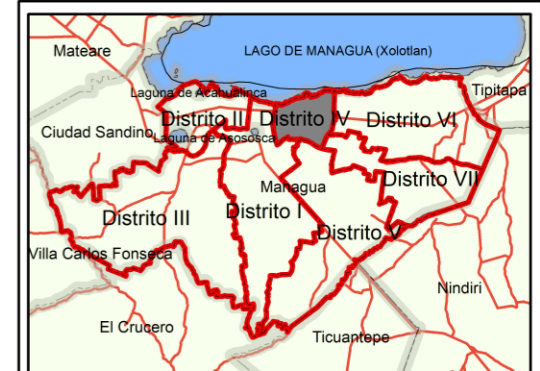 Mateare
LAGO DE MANAGUA (Xolotlan)
Laguna de Acahualinca
Tipitapa
Distrito II
Distrito IV
Distrito VI
Ciudad Sandino
Laguna de Asososca
Managua
Distrito VII
Distrito III
Distrito I
Distrito V
Villa Carlos Fonseca
Nindiri
El Crucero
Ticuantepe